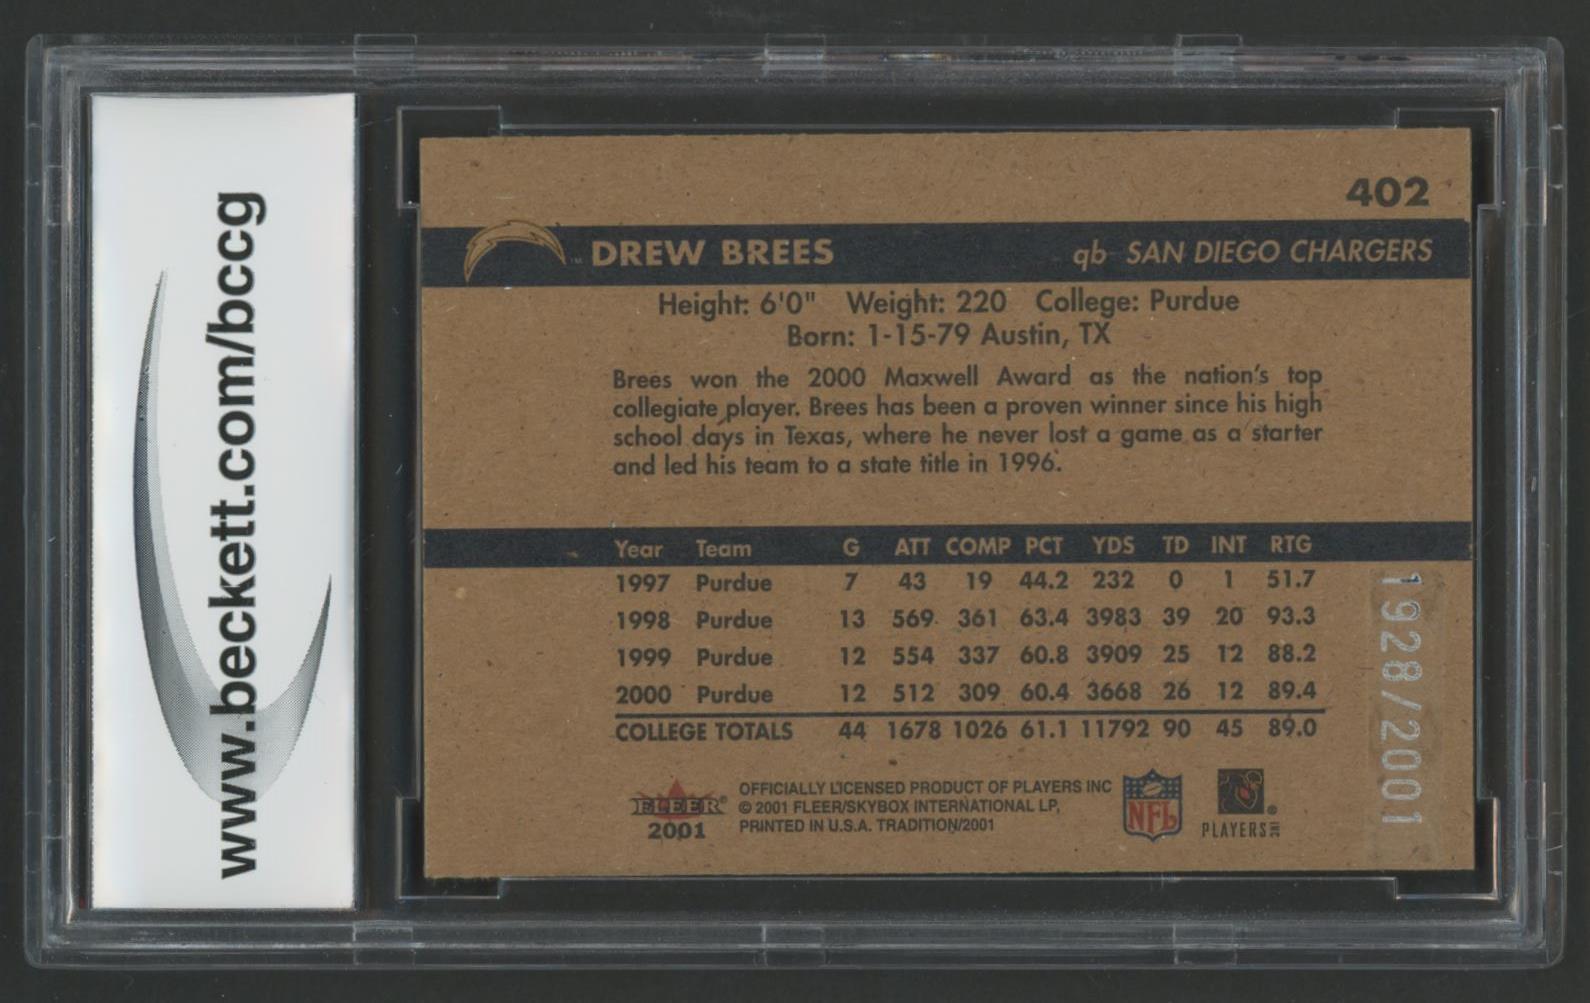 www.beckett.com/bccg
402
DREW BREES qb SAN DIEGO CHARGERS
Height: 6'0" Weight: 220 College: Purdue
Born: 1-15-79 Austin, TX
Brees won the 2000 Maxwell Award as the nation's top
collegiate player. Brees has been a proven winner since his high
school days in Texas, where he never lost a game as a starter
and led his team to a state title in 1996.
Year Team G ATT COMP PCT YDS TD INT RTG
1997 Purdue 7 43 19 44.2 232 0 1 51.7
1998 Purdue 13 569 361 63.4 3983 39 20 93.3
1999 Purdue 12 554 337 60.8 3909 25 12 88.2
2000 Purdue 12 512 309 60.4 3668 26 12 89.4
COLLEGE TOTALS 44 1678 1026 61.1 11792 90 45 89.0
1928/2001
FLEER®
2001
OFFICIALLY LICENSED PRODUCT OF PLAYERS INC
© 2001 FLEER/SKYBOX INTERNATIONAL LP,
PRINTED IN U.S.A. TRADITION/2001
NFL
PLAYERS INC ®